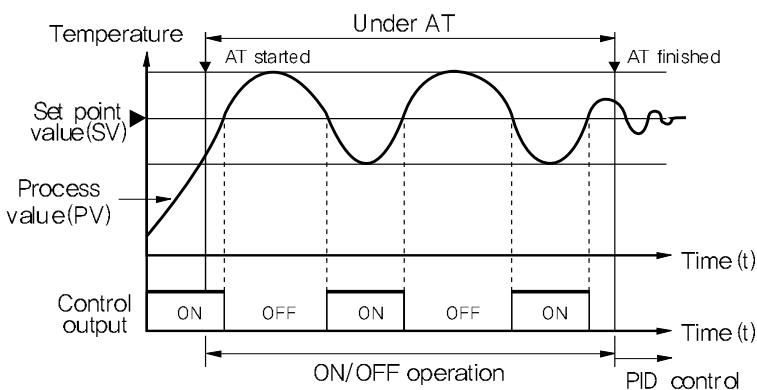 Under AT
Temperature
AT started
AT finished
Set point
value(SV)
Process
value(PV)
Time(t)
Control
output
ON
OFF
ON
OFF
ON
Time(t)
ON/OFF operation
PID control